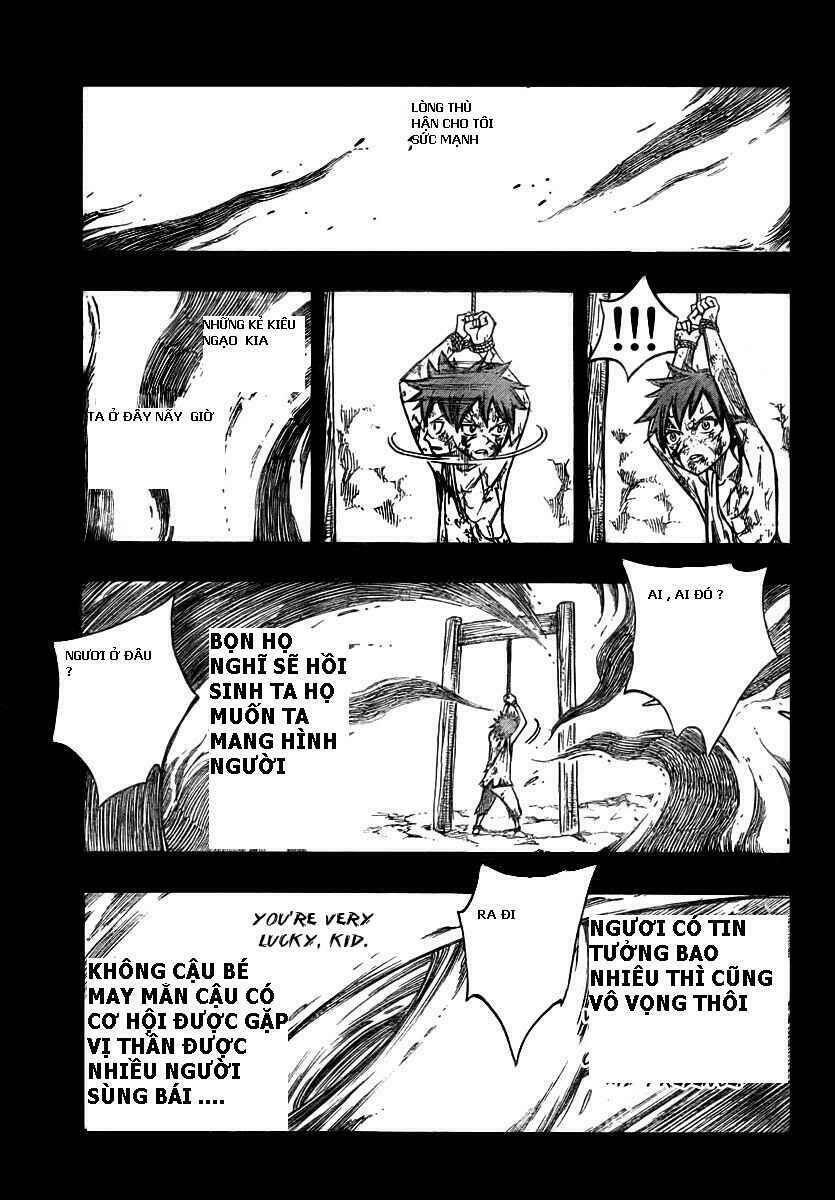 LÒNG THÙ
HẬN CHO TÔI
SỨC MẠNH
NHỮNG KẺ KIÊU
NGẠO KIA
TA Ở ĐÂY NẤY GIỜ
!!!
AI , AI ĐÓ ?
NGƯƠI Ở ĐÂU
?
BỌN HỌ
NGHĨ SẼ HỒI
SINH TA HỌ
MUỐN TA
MANG HÌNH
NGƯỜI
YOU'RE VERY
LUCKY, KID.
RA ĐI
NGƯƠI CÓ TIN
TƯỞNG BAO
NHIÊU THÌ CŨNG
VÔ VỌNG THÔI
KHÔNG CẬU BÉ
MAY MẮN CẬU CÓ
CƠ HỘI ĐƯỢC GẶP
VỊ THẦN ĐƯỢC
NHIỀU NGƯỜI
SÙNG BÁI ....